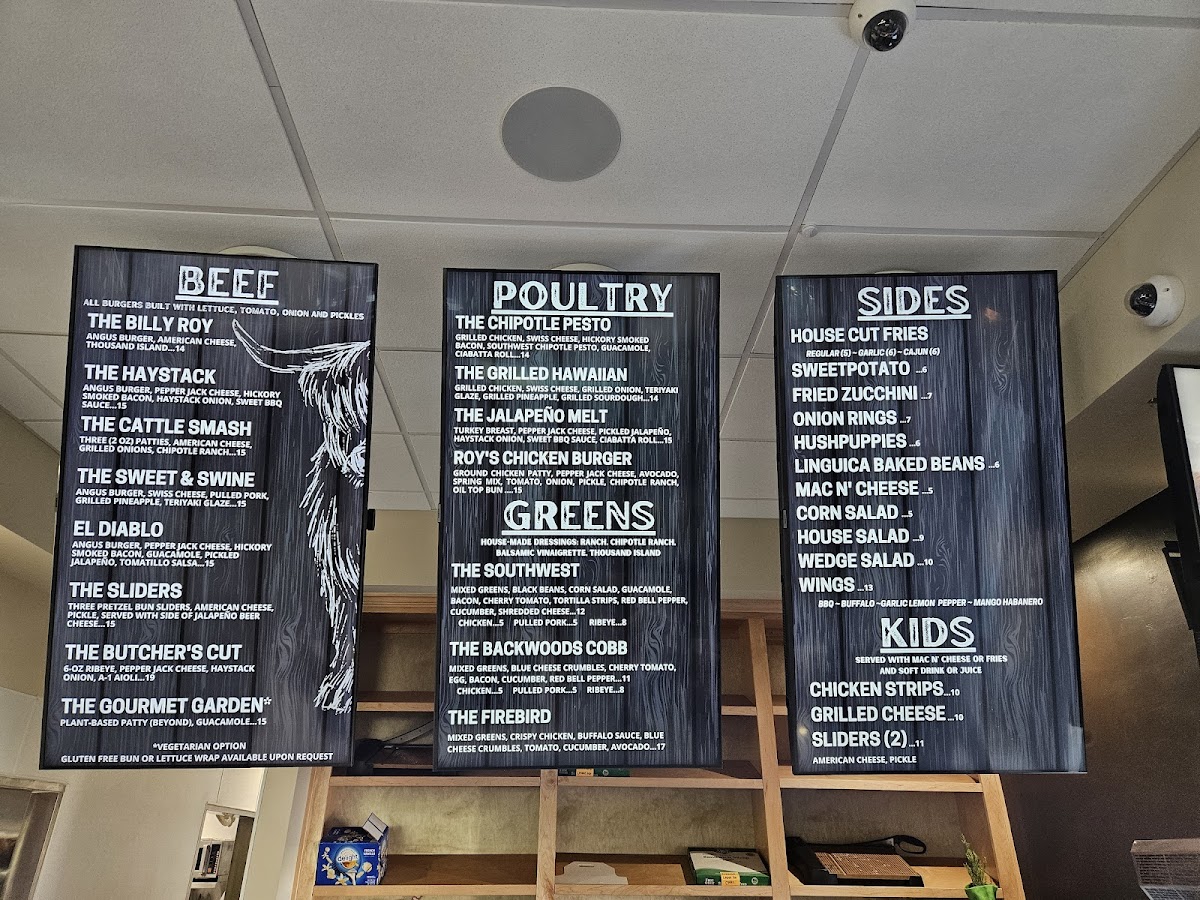 BEEF
ALL BURGERS BUILT WITH LETTUCE, TOMATO, ONION AND PICKLES
THE BILLY ROY
ANGUS BURGER, AMERICAN CHEESE,
THOUSAND ISLAND...14
THE HAYSTACK
ANGUS BURGER, PEPPER JACK CHEESE, HICKORY
SMOKED BACON, HAYSTACK ONION, SWEET BBQ
SAUCE...15
THE CATTLE SMASH
THREE (2 OZ) PATTIES, AMERICAN CHEESE,
GRILLED ONIONS, CHIPOTLE RANCH...15
THE SWEET & SWINE
ANGUS BURGER, SWISS CHEESE, PULLED PORK,
GRILLED PINEAPPLE, TERIYAKI GLAZE...15
EL DIABLO
ANGUS BURGER, PEPPER JACK CHEESE, HICKORY
SMOKED BACON, GUACAMOLE, PICKLED
JALAPEÑO, TOMATILLO SALSA...15
THE SLIDERS
THREE PRETZEL BUN SLIDERS, AMERICAN CHEESE,
PICKLE, SERVED WITH SIDE OF JALAPEÑO BEER
CHEESE...15
THE BUTCHER'S CUT
6-OZ RIBEYE, PEPPER JACK CHEESE, HAYSTACK
ONION, A-1 AIOLI...19
THE GOURMET GARDEN*
PLANT-BASED PATTY (BEYOND), GUACAMOLE...15
*VEGETARIAN OPTION
GLUTEN FREE BUN OR LETTUCE WRAP AVAILABLE UPON REQUEST
POULTRY
THE CHIPOTLE PESTO
GRILLED CHICKEN, SWISS CHEESE, HICKORY SMOKED
BACON, SOUTHWEST CHIPOTLE PESTO, GUACAMOLE,
CIABATTA ROLL...14
THE GRILLED HAWAIIAN
GRILLED CHICKEN, SWISS CHEESE, GRILLED ONION, TERIYAKI
GLAZE, GRILLED PINEAPPLE, GRILLED SOURDOUGH...14
THE JALAPEÑO MELT
TURKEY BREAST, PEPPER JACK CHEESE, PICKLED JALAPEÑO,
HAYSTACK ONION, SWEET BBQ SAUCE, CIABATTA ROLL...15
ROY'S CHICKEN BURGER
GROUND CHICKEN PATTY, PEPPER JACK CHEESE, AVOCADO,
SPRING MIX, TOMATO, ONION, PICKLE, CHIPOTLE RANCH,
OIL TOP BUN ....15
GREENS
HOUSE-MADE DRESSINGS: RANCH. CHIPOTLE RANCH.
BALSAMIC VINAIGRETTE. THOUSAND ISLAND
THE SOUTHWEST
MIXED GREENS, BLACK BEANS, CORN SALAD, GUACAMOLE,
BACON, CHERRY TOMATO, TORTILLA STRIPS, RED BELL PEPPER,
CUCUMBER, SHREDDED CHEESE...12
CHICKEN...5 PULLED PORK...5 RIBEYE...8
THE BACKWOODS COBB
MIXED GREENS, BLUE CHEESE CRUMBLES, CHERRY TOMATO,
EGG, BACON, CUCUMBER, RED BELL PEPPER...11
CHICKEN...5 PULLED PORK...5 RIBEYE...8
THE FIREBIRD
MIXED GREENS, CRISPY CHICKEN, BUFFALO SAUCE, BLUE
CHEESE CRUMBLES, TOMATO, CUCUMBER, AVOCADO...17
SIDES
HOUSE CUT FRIES
REGULAR (5) ~ GARLIC (6) ~ CAJUN (6)
SWEETPOTATO ...6
FRIED ZUCCHINI ...7
ONION RINGS ...7
HUSHPUPPIES ...6
LINGUICA BAKED BEANS ...6
MAC N' CHEESE ...5
CORN SALAD ...5
HOUSE SALAD ...9
WEDGE SALAD ...10
WINGS ...13
BBQ ~ BUFFALO ~GARLIC LEMON PEPPER ~ MANGO HABANERO
KIDS
SERVED WITH MAC N' CHEESE OR FRIES
AND SOFT DRINK OR JUICE
CHICKEN STRIPS...10
GRILLED CHEESE...10
SLIDERS (2) ...11
AMERICAN CHEESE, PICKLE
delight